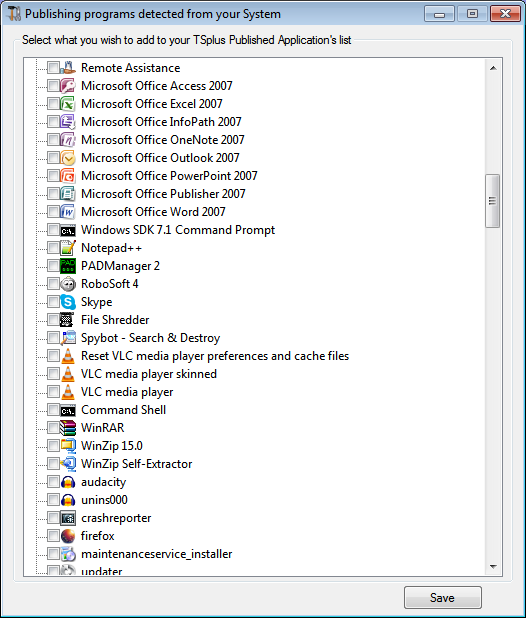 Publishing programs detected from your System
Select what you wish to add to your TSplus Published Application's list
Remote Assistance
Microsoft Office Access 2007
Microsoft Office Excel 2007
Microsoft Office InfoPath 2007
Microsoft Office OneNote 2007
Microsoft Office Outlook 2007
Microsoft Office PowerPoint 2007
Microsoft Office Publisher 2007
Microsoft Office Word 2007
Windows SDK 7.1 Command Prompt
Notepad++
PADManager 2
RoboSoft 4
Skype
File Shredder
Spybot - Search & Destroy
Reset VLC media player preferences and cache files
VLC media player skinned
VLC media player
Command Shell
WinRAR
WinZip 15.0
WinZip Self-Extractor
audacity
unins000
crashreporter
firefox
maintenanceservice_installer
updater
Save